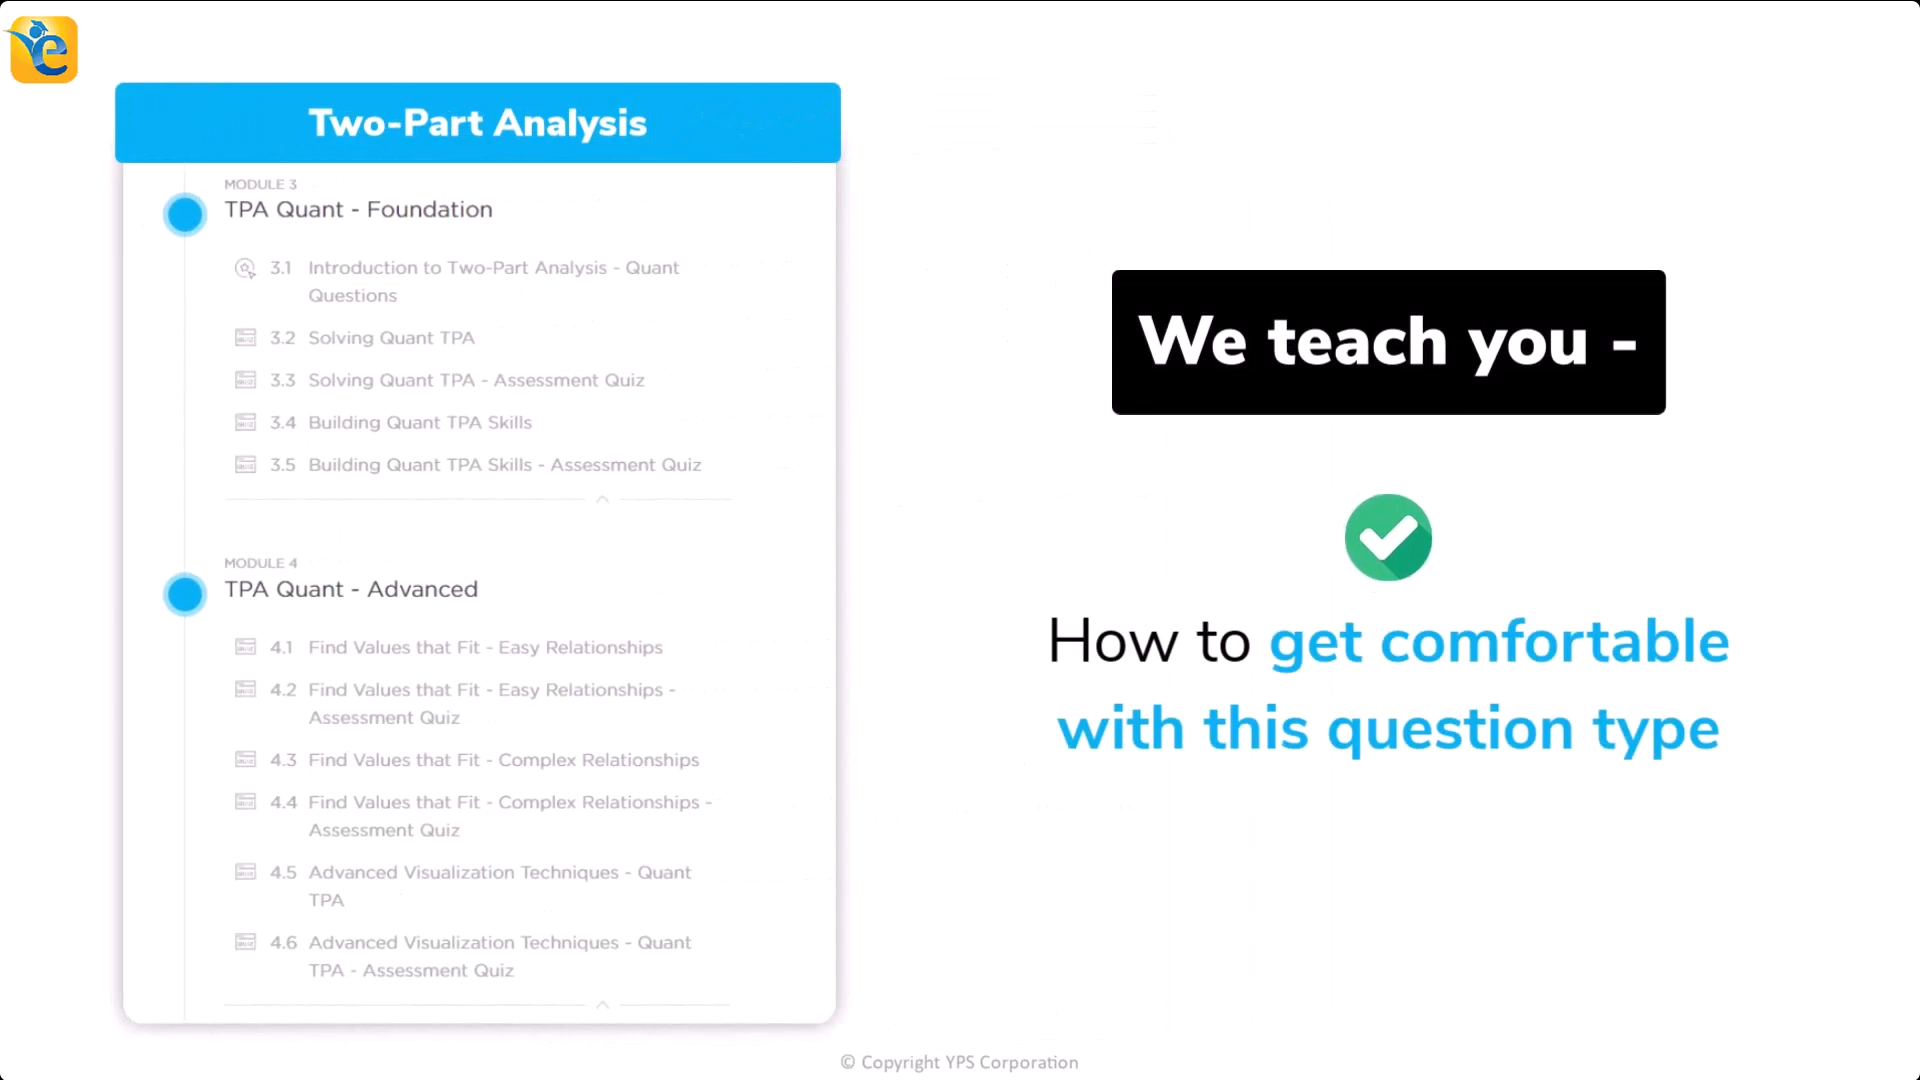 Two-Part Analysis
MODULE 3
TPA Quant - Foundation
3.1 Introduction to Two-Part Analysis - Quant
Questions
3.2 Solving Quant TPA
3.3 Solving Quant TPA - Assessment Quiz
3.4 Building Quant TPA Skills
3.5 Building Quant TPA Skills - Assessment Quiz
MODULE 4
TPA Quant - Advanced
4.1 Find Values that Fit - Easy Relationships
4.2 Find Values that Fit - Easy Relationships -
Assessment Quiz
4.3 Find Values that Fit - Complex Relationships
4.4 Find Values that Fit - Complex Relationships -
Assessment Quiz
4.5 Advanced Visualization Techniques - Quant
TPA
4.6 Advanced Visualization Techniques - Quant
TPA - Assessment Quiz
We teach you -
How to get comfortable
with this question type
© Copyright YPS Corporation